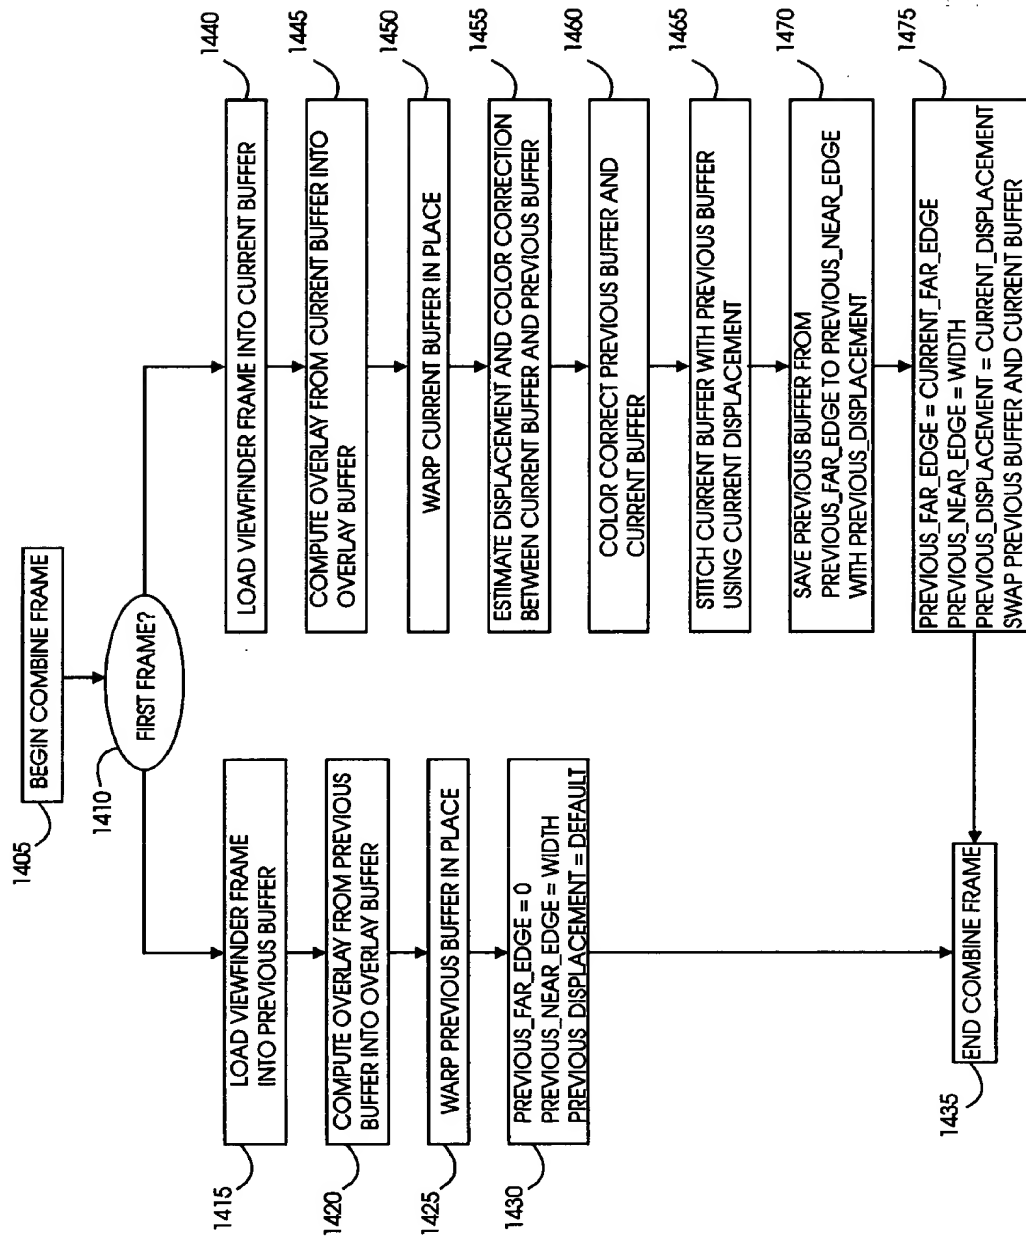 1405
BEGIN COMBINE FRAME
1410
FIRST FRAME?
1415
LOAD VIEWFINDER FRAME
INTO PREVIOUS BUFFER
1420
COMPUTE OVERLAY FROM PREVIOUS
BUFFER INTO OVERLAY BUFFER
1425
WARP PREVIOUS BUFFER IN PLACE
1430
PREVIOUS_FAR_EDGE = 0
PREVIOUS_NEAR_EDGE = WIDTH
PREVIOUS_DISPLACEMENT = DEFAULT
1435
END COMBINE FRAME
1440
LOAD VIEWFINDER FRAME INTO CURRENT BUFFER
1445
COMPUTE OVERLAY FROM CURRENT BUFFER INTO
OVERLAY BUFFER
1450
WARP CURRENT BUFFER IN PLACE
1455
ESTIMATE DISPLACEMENT AND COLOR CORRECTION
BETWEEN CURRENT BUFFER AND PREVIOUS BUFFER
1460
COLOR CORRECT PREVIOUS BUFFER AND
CURRENT BUFFER
1465
STITCH CURRENT BUFFER WITH PREVIOUS BUFFER
USING CURRENT DISPLACEMENT
1470
SAVE PREVIOUS BUFFER FROM
PREVIOUS_FAR_EDGE TO PREVIOUS_NEAR_EDGE
WITH PREVIOUS_DISPLACEMENT
1475
PREVIOUS_FAR_EDGE = CURRENT_FAR_EDGE
PREVIOUS_NEAR_EDGE = WIDTH
PREVIOUS_DISPLACEMENT = CURRENT_DISPLACEMENT
SWAP PREVIOUS BUFFER AND CURRENT BUFFER